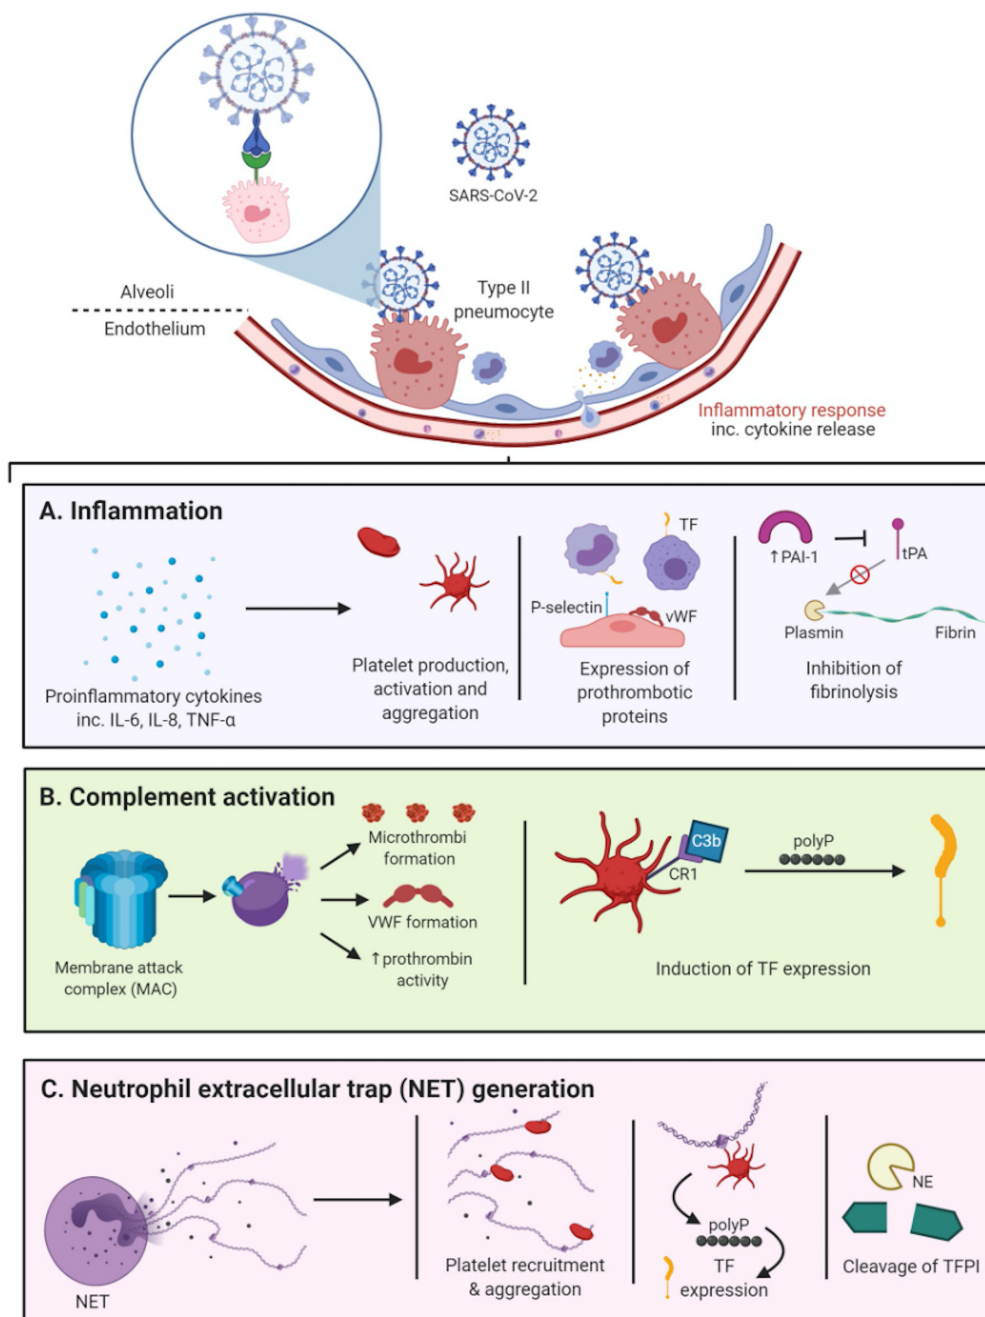 SARS-CoV-2
Alveoli
Endothelium
Type II
pneumocyte
Inflammatory response
inc. cytokine release
A. Inflammation
Proinflammatory cytokines
inc. IL-6, IL-8, TNF-α
Platelet production,
activation and
aggregation
TF
P-selectin
vWF
Expression of
prothrombotic
proteins
↑PAI-1
tPA
Plasmin
Fibrin
Inhibition of
fibrinolysis
B. Complement activation
Membrane attack
complex (MAC)
Microthrombi
formation
VWF formation
↑prothrombin
activity
C3b
CR1
polyP
Induction of TF expression
C. Neutrophil extracellular trap (NET) generation
NET
Platelet recruitment
& aggregation
polyP
TF
expression
NE
Cleavage of TFPI